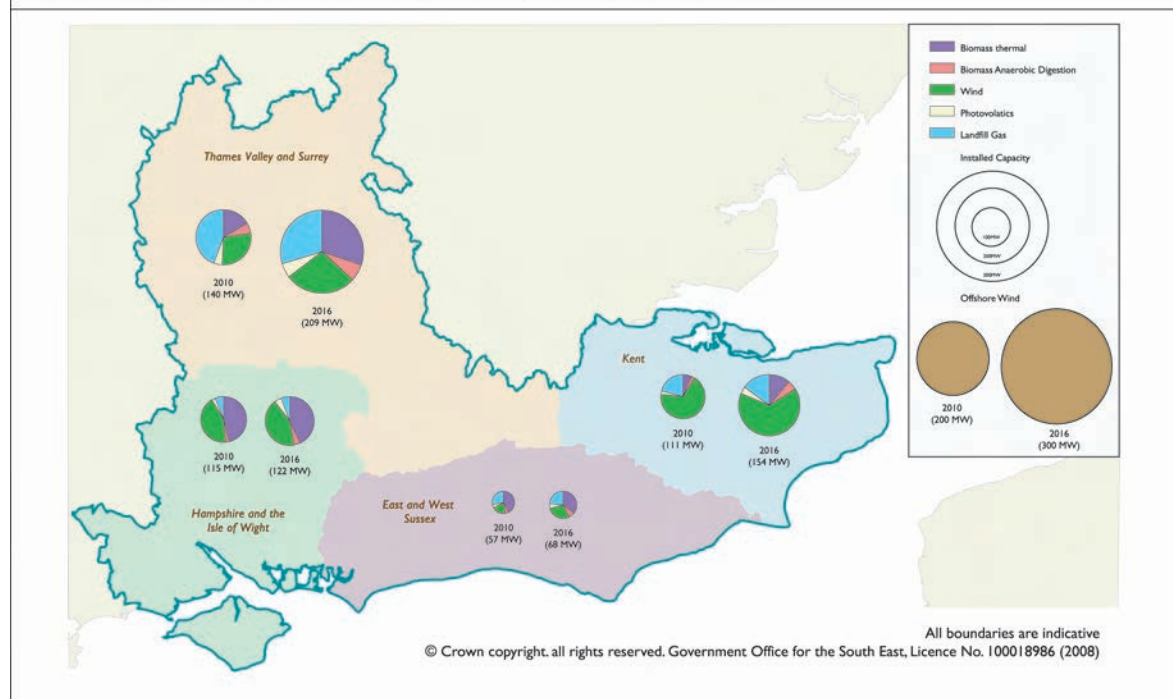 Biomass thermal
Biomass Anaerobic Digestion
Wind
Photovolatics
Landfill Gas
Installed Capacity
100MW
200MW
300MW
Offshore Wind
2010
(200 MW)
2016
(300 MW)
Thames Valley and Surrey
2010
(140 MW)
2016
(209 MW)
Kent
2010
(111 MW)
2016
(154 MW)
2010
(115 MW)
2016
(122 MW)
Hampshire and the
Isle of Wight
East and West
Sussex
2010
(57 MW)
2016
(68 MW)
All boundaries are indicative
© Crown copyright. all rights reserved. Government Office for the South East, Licence No. 100018986 (2008)